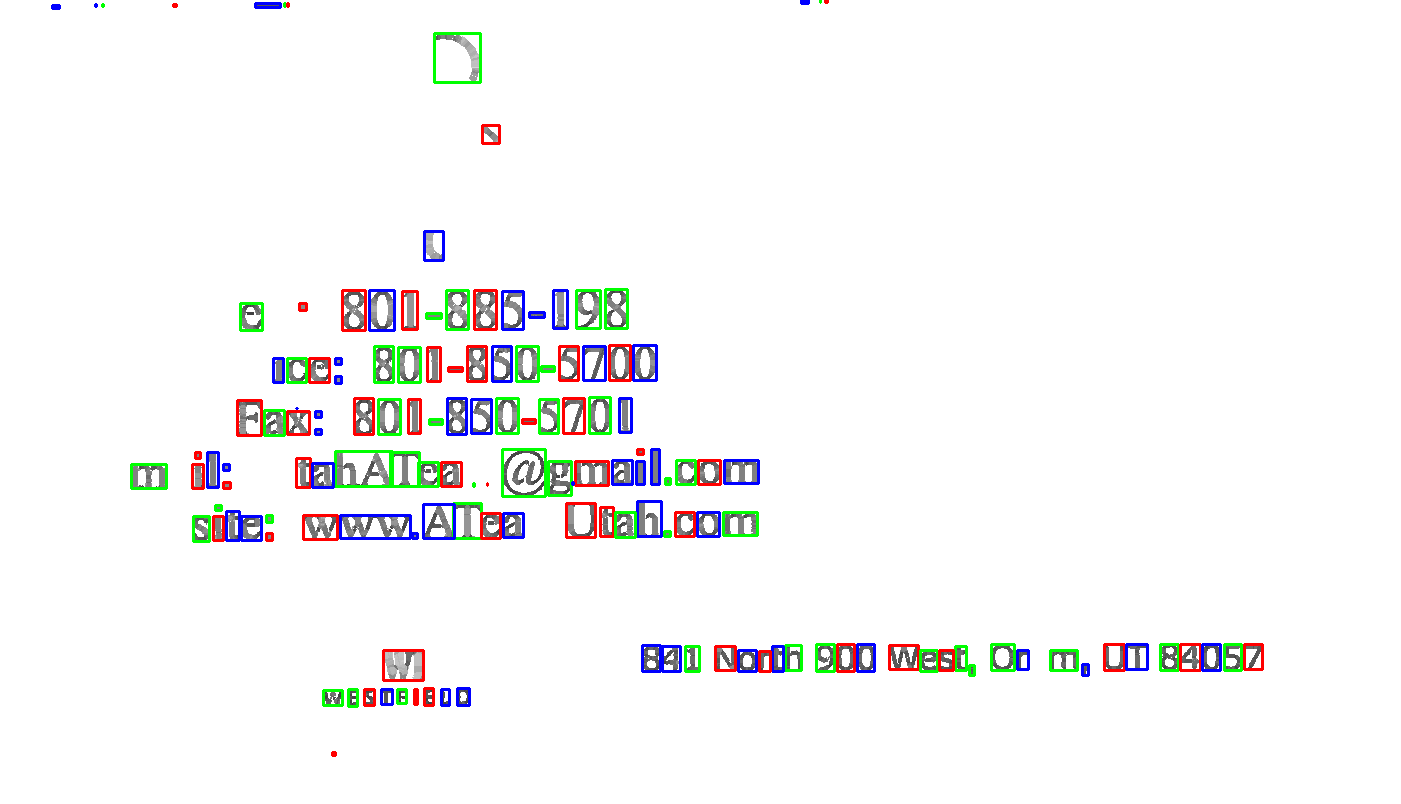 e 801-885-198
ice: 801-850-5700
Fax: 801-850-5701
m il: tahATea @gmail.com
site: www.ATea Utah.com
841 North 900 West, Or m, UT 84057
W
WESTFIELD